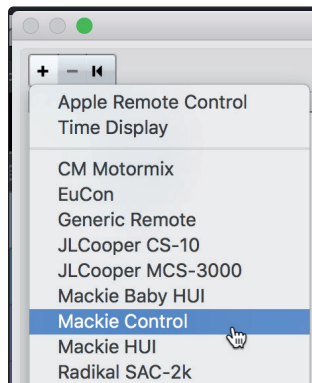 Apple Remote Control
Time Display
CM Motormix
EuCon
Generic Remote
JLCooper CS-10
JLCooper MCS-3000
Mackie Baby HUI
Mackie Control
Mackie HUI
Radikal SAC-2k